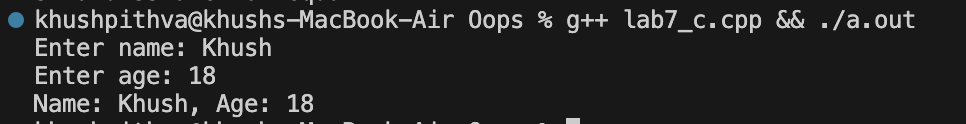 khushpithva@khushs-MacBook-Air Oops % g++ lab7_c.cpp && ./a.out
Enter name: Khush
Enter age: 18
Name: Khush, Age: 18